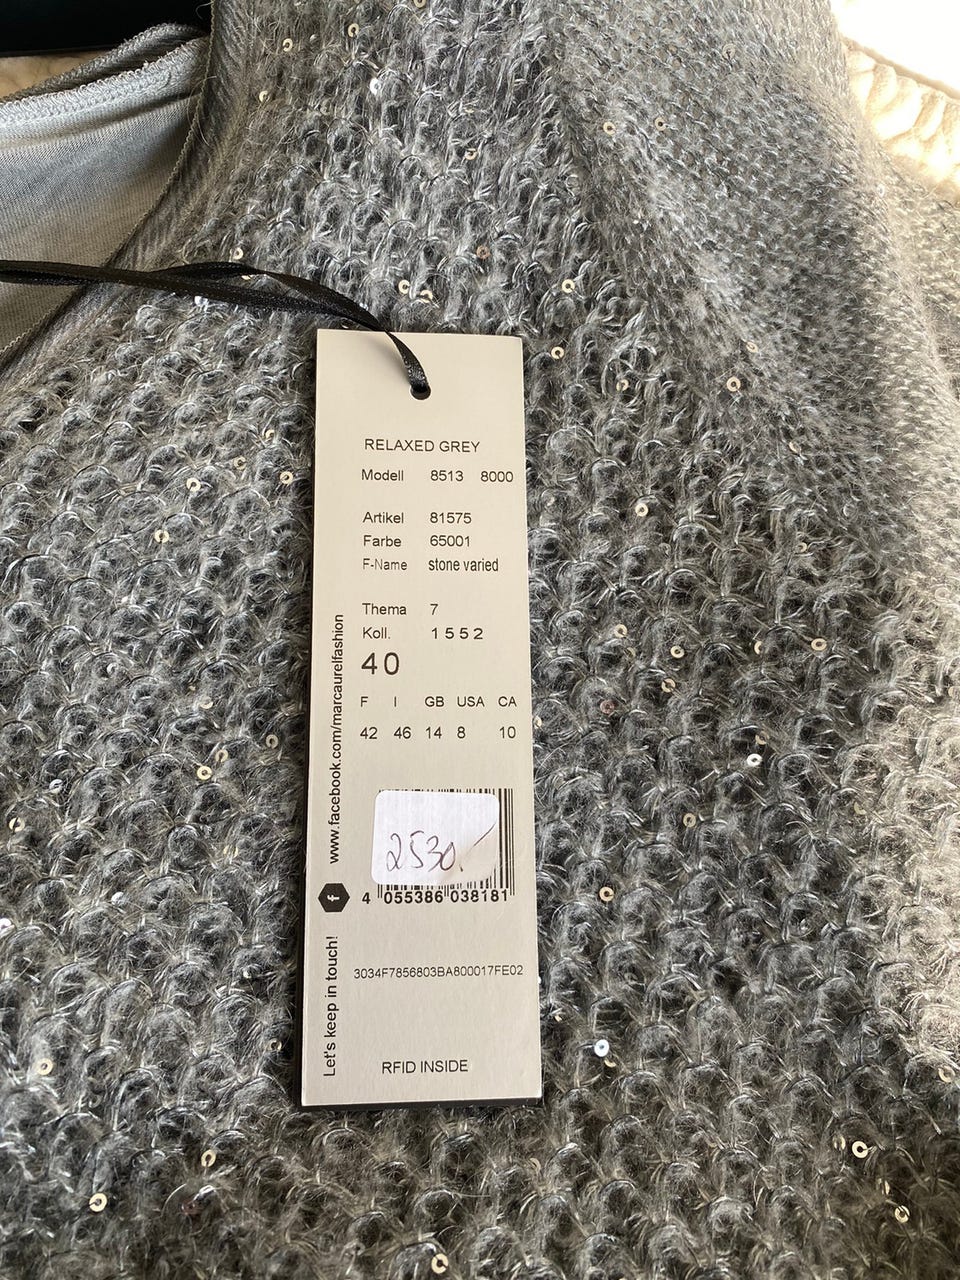 RELAXED GREY
Modell 8513 8000
Artikel 81575
Farbe 65001
F-Name stone varied
Thema 7
Koll. 1552
40
F I GB USA CA
42 46 14 8 10
2530.-
4 055386 038181
3034F7856803BA800017FE02
RFID INSIDE
Let's keep in touch! f www.facebook.com/marcaurelfashion